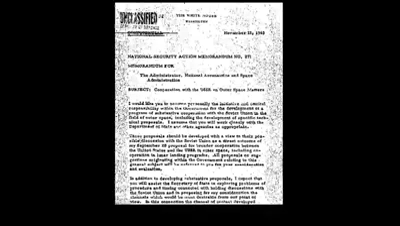 UNCLASSIFIED
THE WHITE HOUSE
WASHINGTON
November 12, 1963
NATIONAL SECURITY ACTION MEMORANDUM NO. 271
MEMORANDUM FOR
The Administrator, National Aeronautics and Space
Administration
SUBJECT: Cooperation with the USSR on Outer Space Matters
I would like you to assume personally the initiative and central
responsibility within the Government for the development of a
program of substantive cooperation with the Soviet Union in the
field of outer space, including the development of specific tech-
nical proposals. I assume that you will work closely with the
Department of State and other agencies as appropriate.
These proposals should be developed with a view to their pos-
sible discussion with the Soviet Union as a direct outcome of
my September 20 proposal for broader cooperation between
the United States and the USSR in outer space, including coo-
operation in lunar landing programs. All proposals or sug-
gestions originating within the Government relating to this
general subject will be referred to you for your consideration
and evaluation.
In addition to developing substantive proposals, I expect that
you will assist the Secretary of State in exploring problems of
procedure and timing connected with holding discussions with
the Soviet Union and in proposing for my consideration the
channels which would be most desirable from our point of
view. In this connection the channel of contact developed